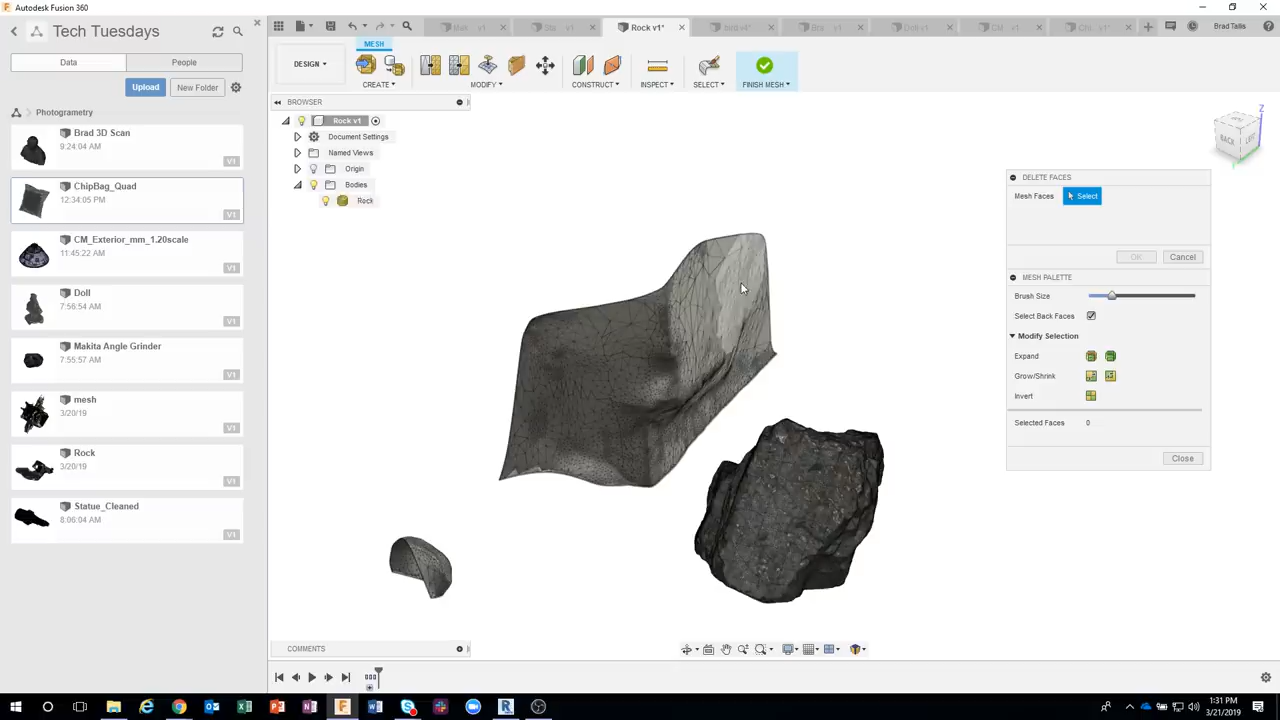 Autodesk Fusion 360
Tech Tuesdays
Rock v1*
Brad Tallis
Data
People
MESH
Upload
New Folder
DESIGN
CREATE
MODIFY
CONSTRUCT
INSPECT
SELECT
FINISH MESH
BROWSER
Photogrametry
Rock v1
Document Settings
Named Views
Origin
Bodies
Rock
Brad 3D Scan
9:24:04 AM
V1
ChipBag_Quad
12:34:05 PM
V1
CM_Exterior_mm_1.20scale
11:45:22 AM
V1
Doll
7:56:54 AM
V1
Makita Angle Grinder
7:55:57 AM
V1
mesh
3/20/19
V1
Rock
3/20/19
V1
Statue_Cleaned
8:06:04 AM
V1
Z
BACK
LEFT
DELETE FACES
Mesh Faces
Select
OK
Cancel
MESH PALETTE
Brush Size
Select Back Faces
Modify Selection
Expand
Grow/Shrink
Invert
Selected Faces 0
Close
COMMENTS
1:31 PM
3/21/2019